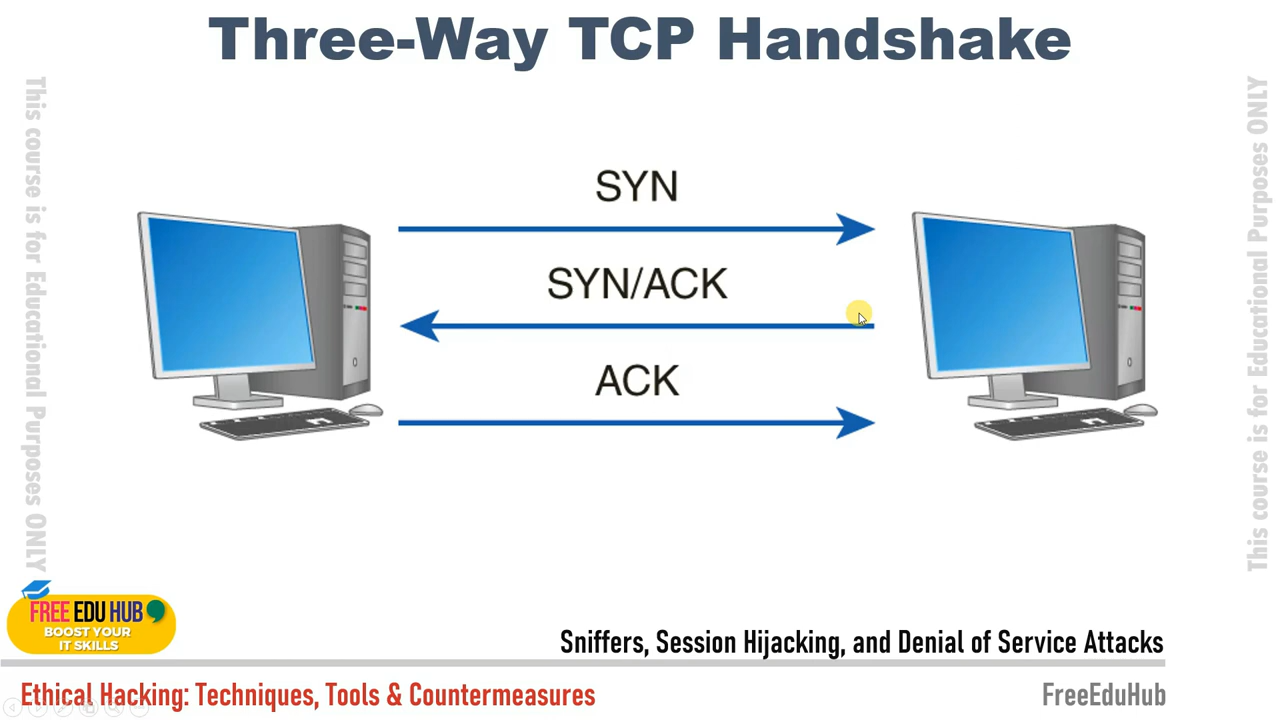 Three-Way TCP Handshake
This course is for Educational Purposes ONLY
This course is for Educational Purposes ONLY
SYN
SYN/ACK
ACK
FREE EDU HUB
BOOST YOUR
IT SKILLS
Sniffers, Session Hijacking, and Denial of Service Attacks
Ethical Hacking: Techniques, Tools & Countermeasures
FreeEduHub